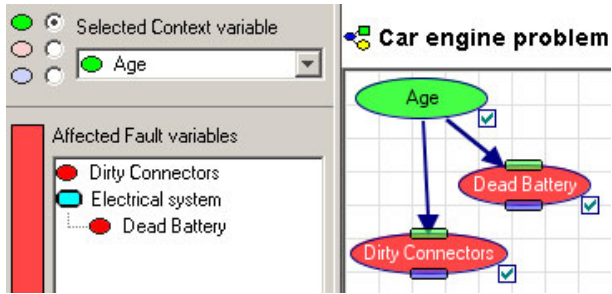 Selected Context variable
Age
Affected Fault variables
Dirty Connectors
Electrical system
Dead Battery
Car engine problem
Age
Dead Battery
Dirty Connectors